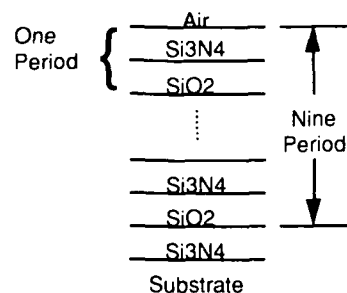 Air
One
Period
Si3N4
SiO2
Nine
Period
Si3N4
SiO2
Si3N4
Substrate